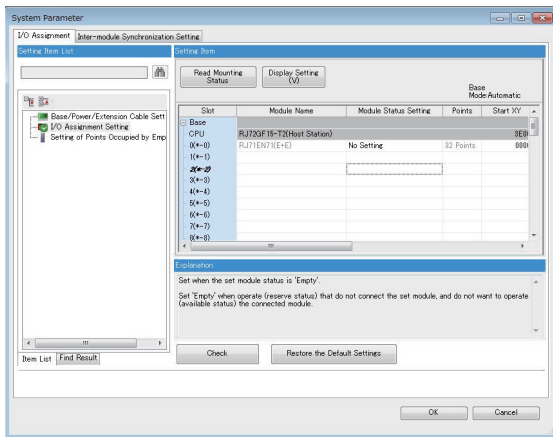 System Parameter
I/O Assignment Inter-module Synchronization Setting
Setting Item List
Setting Item
Read Mounting Status
Display Setting (V)
Base
Mode:Automatic
Base/Power/Extension Cable Sett
I/O Assignment Setting
Setting of Points Occupied by Emp
Slot Module Name Module Status Setting Points Start XY
Base
CPU RJ72GF15-T2(Host Station) 3E0
0(*-0) RJ71EN71(E+E) No Setting 32 Points 000
1(*-1)
2(*-2)
3(*-3)
4(*-4)
5(*-5)
6(*-6)
7(*-7)
8(*-8)
Explanation
Set when the set module status is 'Empty'.
Set 'Empty' when operate (reserve status) that do not connect the set module, and do not want to operate
(available status) the connected module.
Item List Find Result
Check
Restore the Default Settings
OK
Cancel